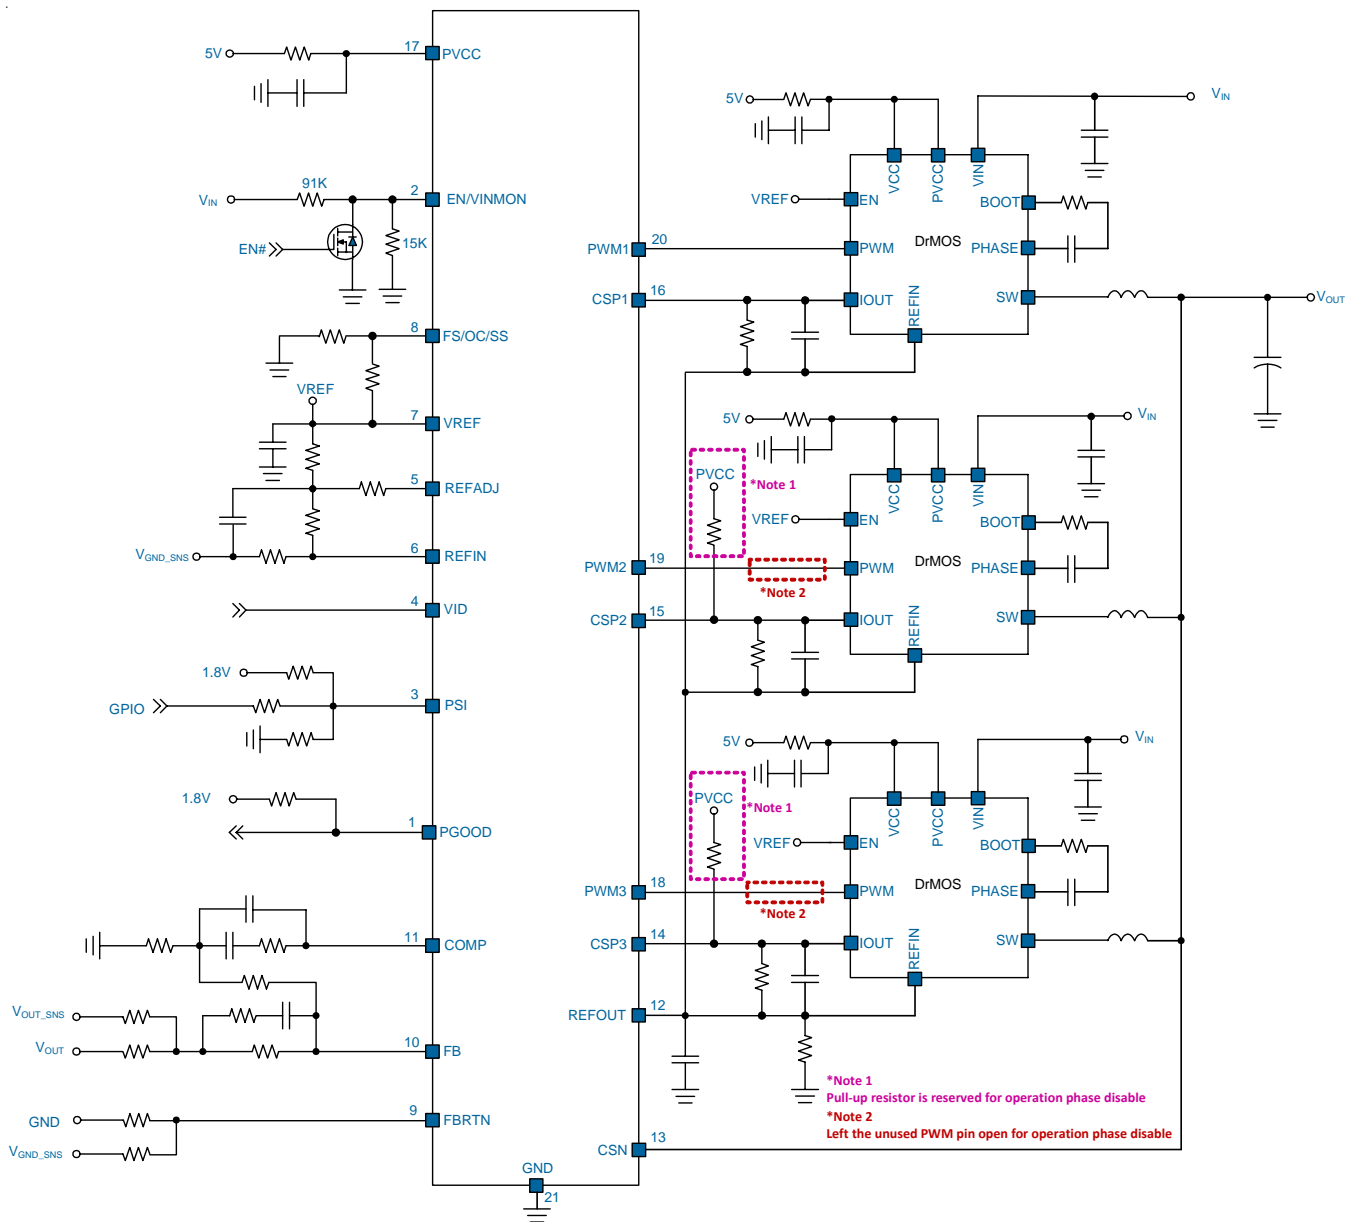 5V
17
PVCC
VIN
91K
2
EN/VINMON
EN#
15K
8
FS/OC/SS
VREF
7
VREF
5
REFADJ
VGND_SNS
6
REFIN
4
VID
1.8V
GPIO
3
PSI
1.8V
1
PGOOD
11
COMP
VOUT_SNS
VOUT
10
FB
GND
9
FBRTN
VGND_SNS
GND
21
PWM1
20
CSP1
16
PWM2
19
CSP2
15
PWM3
18
CSP3
14
REFOUT
12
CSN
13
5V
VIN
VCC
PVCC
VIN
VREF
EN
BOOT
PWM
DrMOS
PHASE
IOUT
REFIN
SW
VOUT
5V
VIN
PVCC
*Note 1
VCC
PVCC
VIN
VREF
EN
BOOT
PWM
DrMOS
PHASE
*Note 2
IOUT
REFIN
SW
5V
VIN
PVCC
*Note 1
VCC
PVCC
VIN
VREF
EN
BOOT
PWM
DrMOS
PHASE
*Note 2
IOUT
REFIN
SW
*Note 1
Pull-up resistor is reserved for operation phase disable
*Note 2
Left the unused PWM pin open for operation phase disable